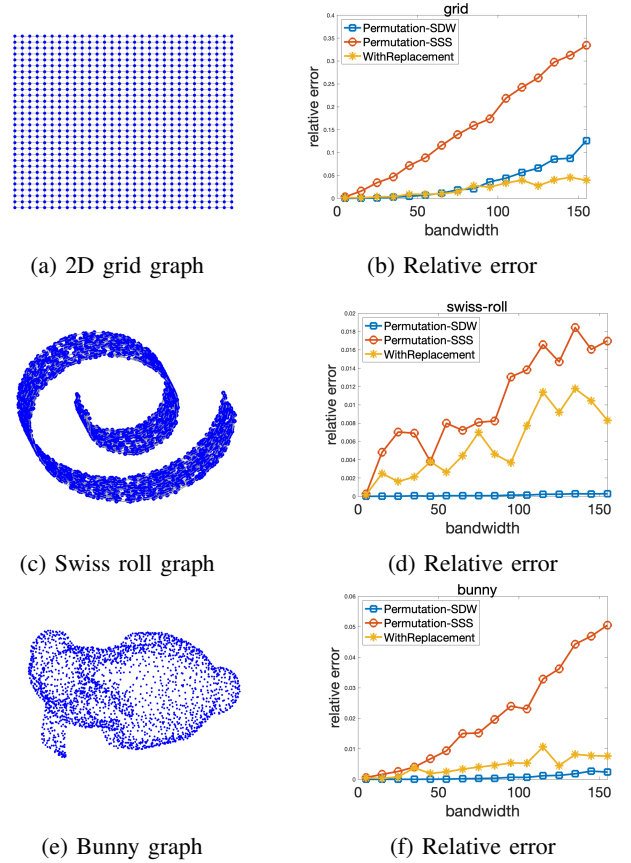 grid
Permutation-SDW
Permutation-SSS
WithReplacement
relative error
0.4
0.35
0.3
0.25
0.2
0.15
0.1
0.05
0
0 50 100 150
bandwidth
(a) 2D grid graph
(b) Relative error
swiss-roll
Permutation-SDW
Permutation-SSS
WithReplacement
relative error
0.02
0.018
0.016
0.014
0.012
0.01
0.008
0.006
0.004
0.002
0
0 50 100 150
bandwidth
(c) Swiss roll graph
(d) Relative error
bunny
Permutation-SDW
Permutation-SSS
WithReplacement
relative error
0.06
0.05
0.04
0.03
0.02
0.01
0
0 50 100 150
bandwidth
(e) Bunny graph
(f) Relative error